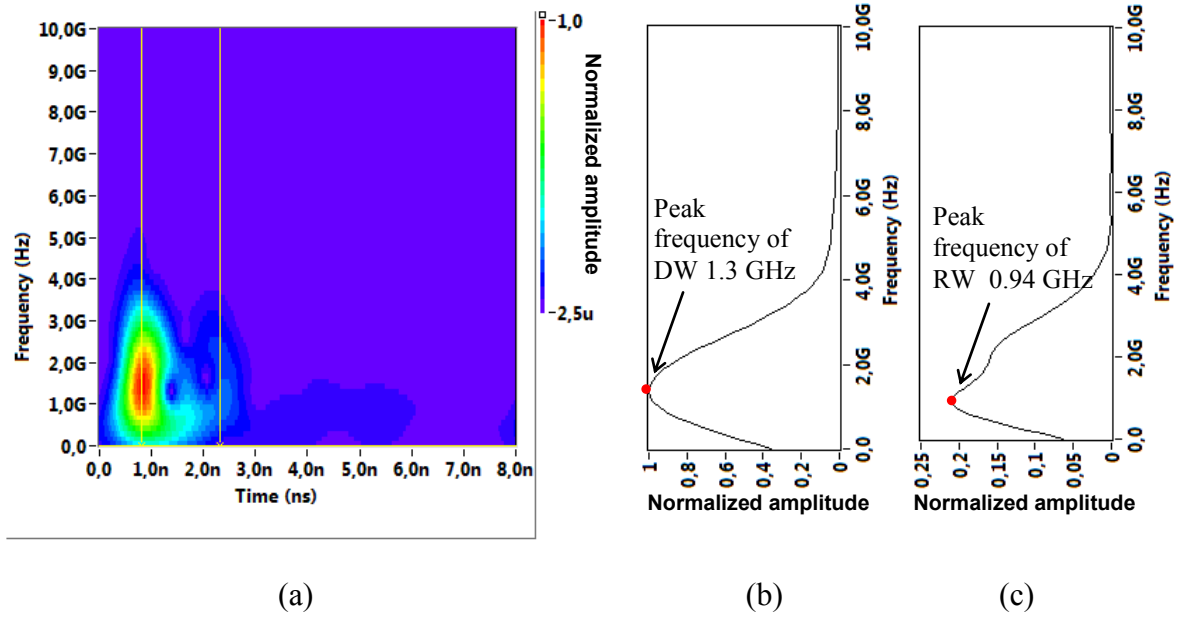 10,0G
9,0G
8,0G
7,0G
6,0G
5,0G
4,0G
3,0G
2,0G
1,0G
0,0
Frequency (Hz)
0,0 1,0n 2,0n 3,0n 4,0n 5,0n 6,0n 7,0n 8,0n
Time (ns)
-1,0
-2,5u
Normalized amplitude
(a)
Peak
frequency of
DW 1.3 GHz
10,0G
8,0G
6,0G
4,0G
2,0G
0,0
Frequency (Hz)
1 0,8 0,6 0,4 0,2 0
Normalized amplitude
(b)
Peak
frequency of
RW 0.94 GHz
10,0G
8,0G
6,0G
4,0G
2,0G
0,0
Frequency (Hz)
0,25 0,2 0,15 0,1 0,05 0
Normalized amplitude
(c)